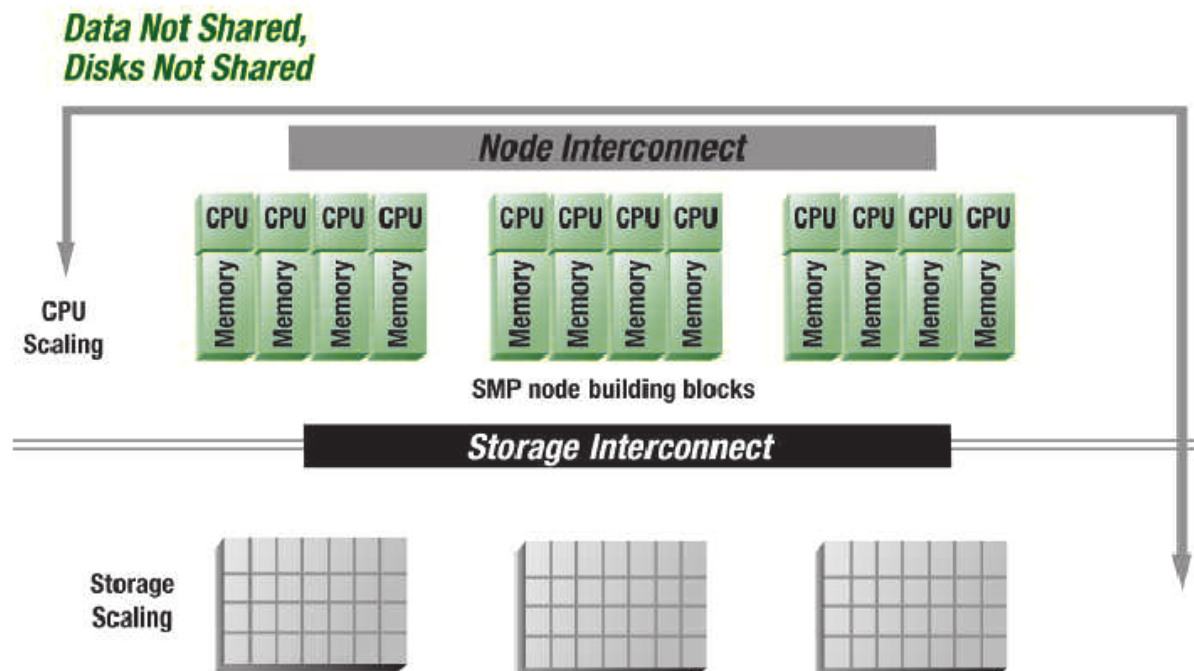 Data Not Shared,
Disks Not Shared
Node Interconnect
CPU CPU CPU CPU CPU CPU CPU CPU CPU CPU CPU CPU
Memory Memory Memory Memory Memory Memory Memory Memory Memory Memory Memory Memory
CPU
Scaling
SMP node building blocks
Storage Interconnect
Storage
Scaling